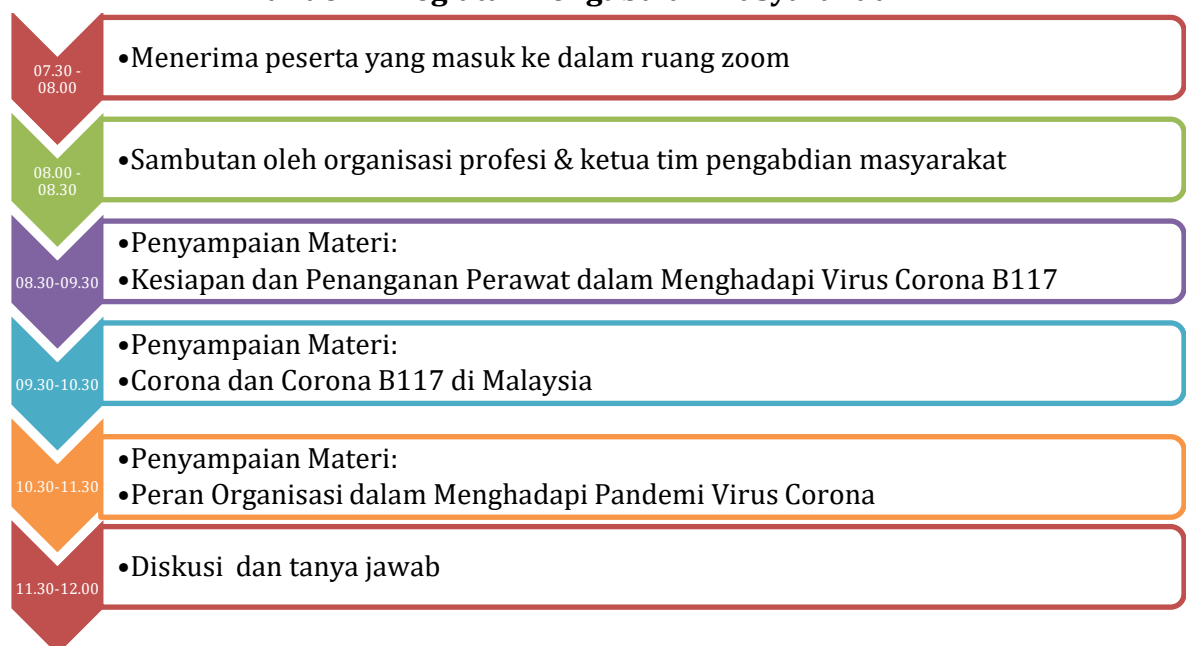 07.30 -
08.00
•Menerima peserta yang masuk ke dalam ruang zoom
08.00 -
08.30
•Sambutan oleh organisasi profesi & ketua tim pengabdian masyarakat
08.30-09.30
•Penyampaian Materi:
•Kesiapan dan Penanganan Perawat dalam Menghadapi Virus Corona B117
09.30-10.30
•Penyampaian Materi:
•Corona dan Corona B117 di Malaysia
10.30-11.30
•Penyampaian Materi:
•Peran Organisasi dalam Menghadapi Pandemi Virus Corona
11.30-12.00
•Diskusi dan tanya jawab